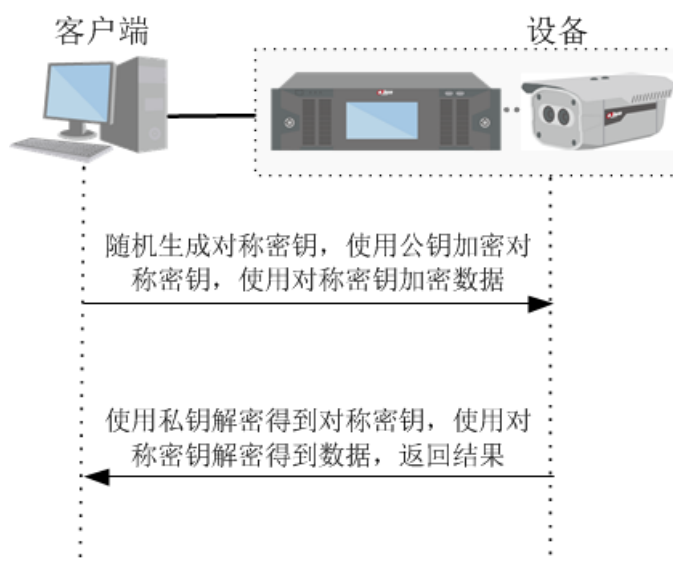 客户端
设备
随机生成对称密钥，使用公钥加密对
称密钥，使用对称密钥加密数据
使用私钥解密得到对称密钥，使用对
称密钥解密得到数据，返回结果